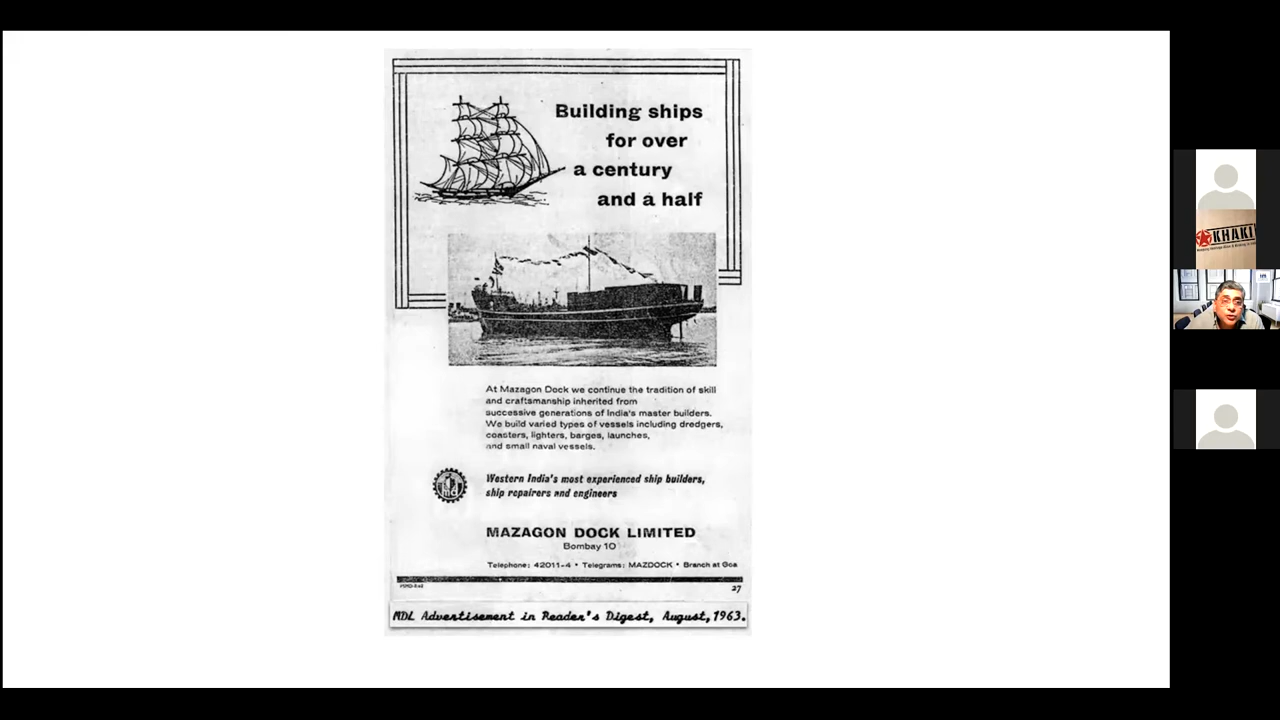 Building ships
for over
a century
and a half
At Mazagon Dock we continue the tradition of skill
and craftsmanship inherited from
successive generations of India's master builders.
We build varied types of vessels including dredgers,
coasters, lighters, barges, launches,
and small naval vessels.
Western India's most experienced ship builders,
ship repairers and engineers
MAZAGON DOCK LIMITED
Bombay 10
Telephone: 42011-4 • Telegrams: MAZDOCK • Branch at Goa
27
MDL Advertisement in Reader's Digest, August, 1963.
KHAKI